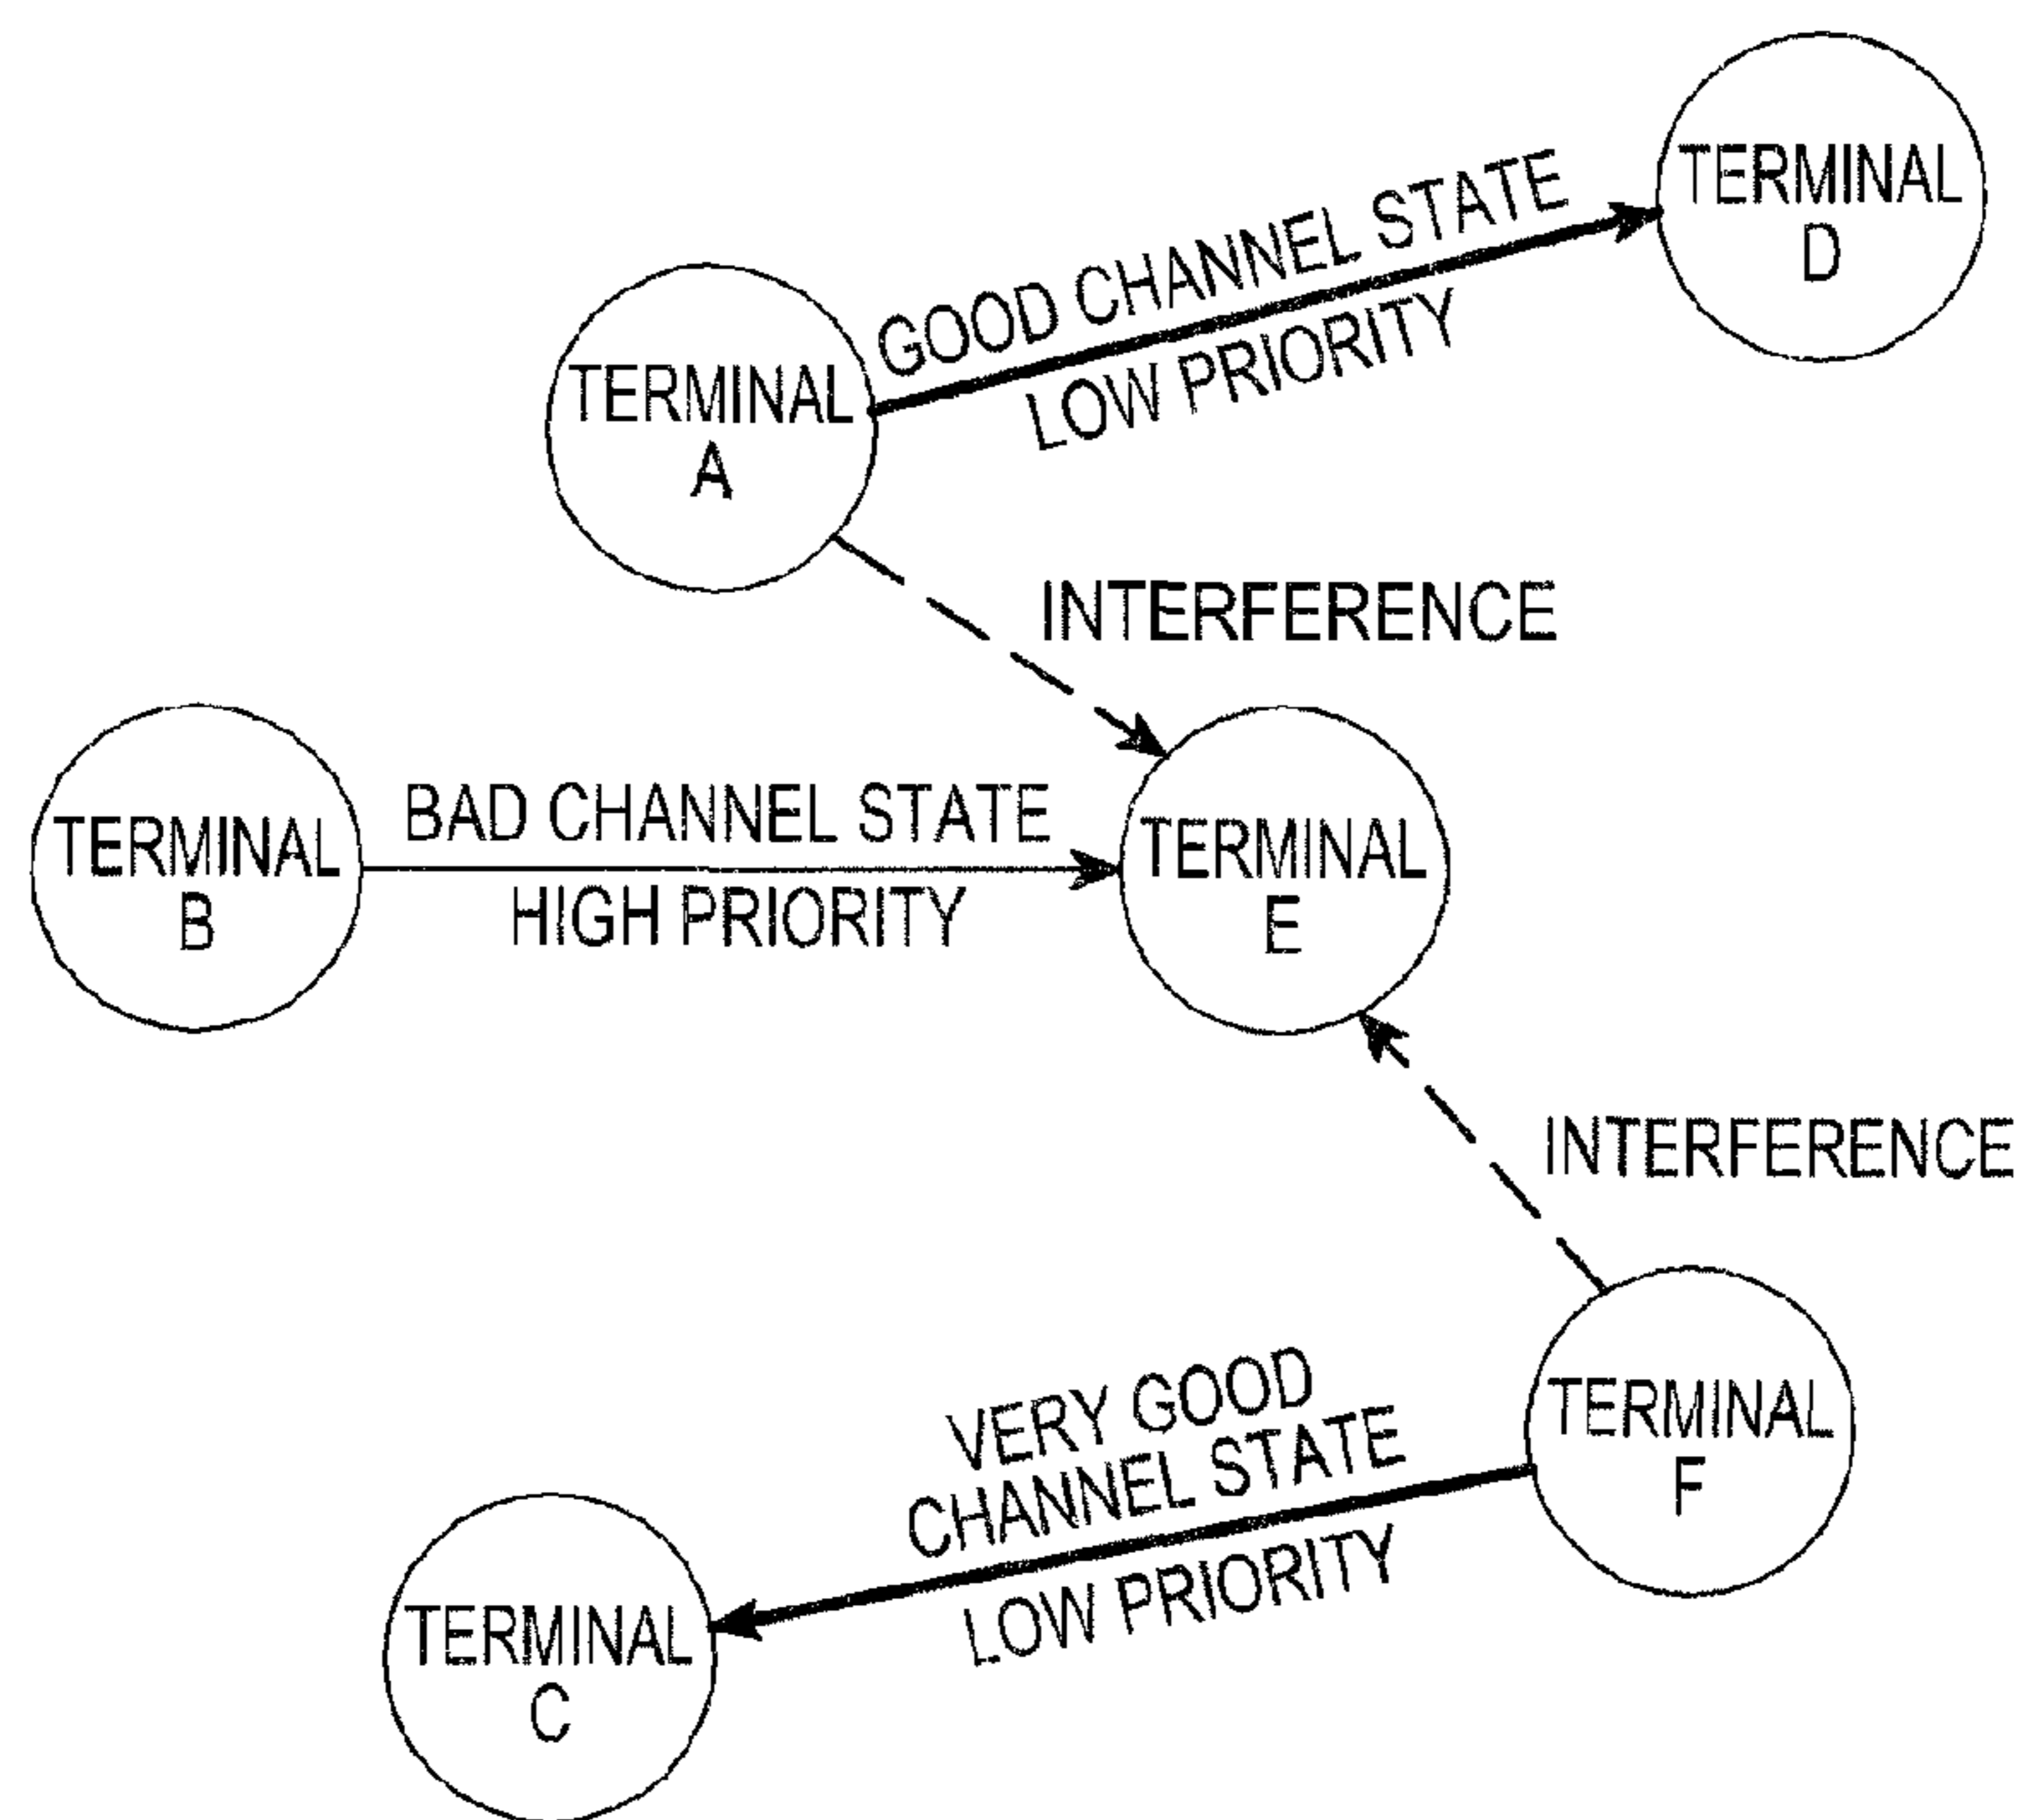 TERMINAL
D
GOOD CHANNEL STATE
LOW PRIORITY
TERMINAL
A
INTERFERENCE
TERMINAL
B
BAD CHANNEL STATE
HIGH PRIORITY
TERMINAL
E
INTERFERENCE
VERY GOOD
CHANNEL STATE
LOW PRIORITY
TERMINAL
F
TERMINAL
C